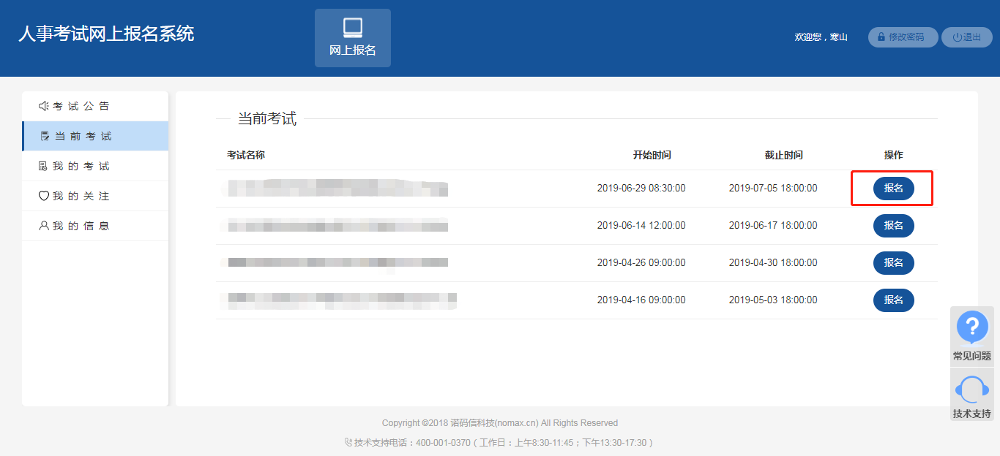 人事考试网上报名系统
网上报名
欢迎您，寒山
修改密码
退出
考试公告
当前考试
我的考试
我的关注
我的信息
当前考试
考试名称 开始时间 截止时间 操作
2019-06-29 08:30:00 2019-07-05 18:00:00 报名
2019-06-14 12:00:00 2019-06-17 18:00:00 报名
2019-04-26 09:00:00 2019-04-30 18:00:00 报名
2019-04-16 09:00:00 2019-05-03 18:00:00 报名
?
常见问题
技术支持
Copyright ©2018 诺码信科技(nomax.cn) All Rights Reserved
技术支持电话：400-001-0370 ( 工作日：上午8:30-11:45；下午13:30-17:30 )